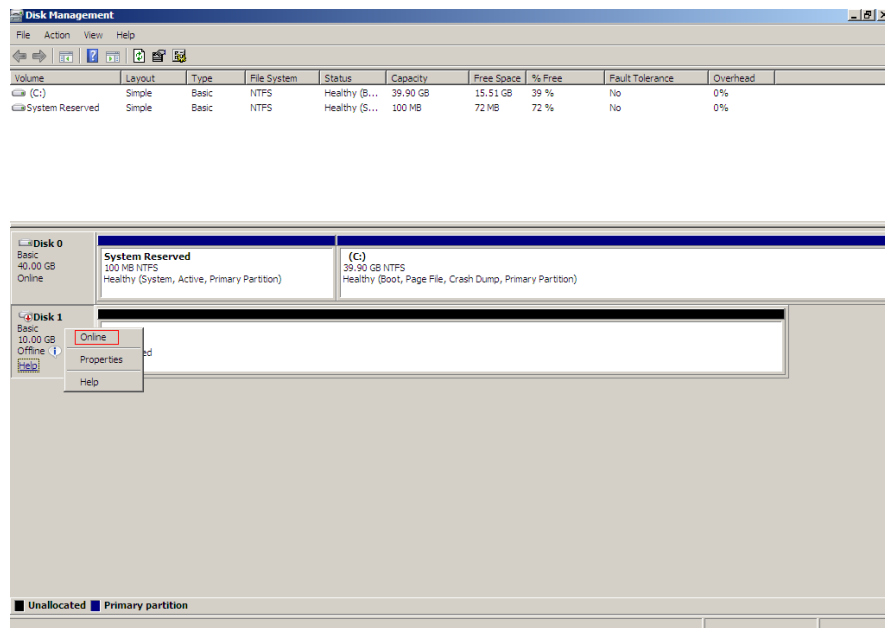 Disk Management
File Action View Help
Volume Layout Type File System Status Capacity Free Space % Free Fault Tolerance Overhead
(C:) Simple Basic NTFS Healthy (B... 39.90 GB 15.51 GB 39 % No 0%
System Reserved Simple Basic NTFS Healthy (S... 100 MB 72 MB 72 % No 0%
Disk 0
Basic
40.00 GB
Online
System Reserved
100 MB NTFS
Healthy (System, Active, Primary Partition)
(C:)
39.90 GB NTFS
Healthy (Boot, Page File, Crash Dump, Primary Partition)
Disk 1
Basic
10.00 GB
Offline
Help
Online
Properties
Help
Unallocated Primary partition